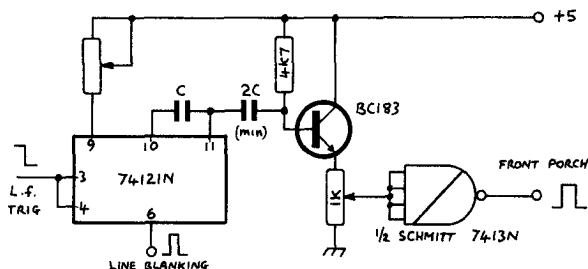 +5
4K7
C
2C
(min)
BC183
9
10
11
3
74121N
4
6
L.f.
TRIG
1K
FRONT PORCH
½ SCHMITT 7413N
LINE BLANKING